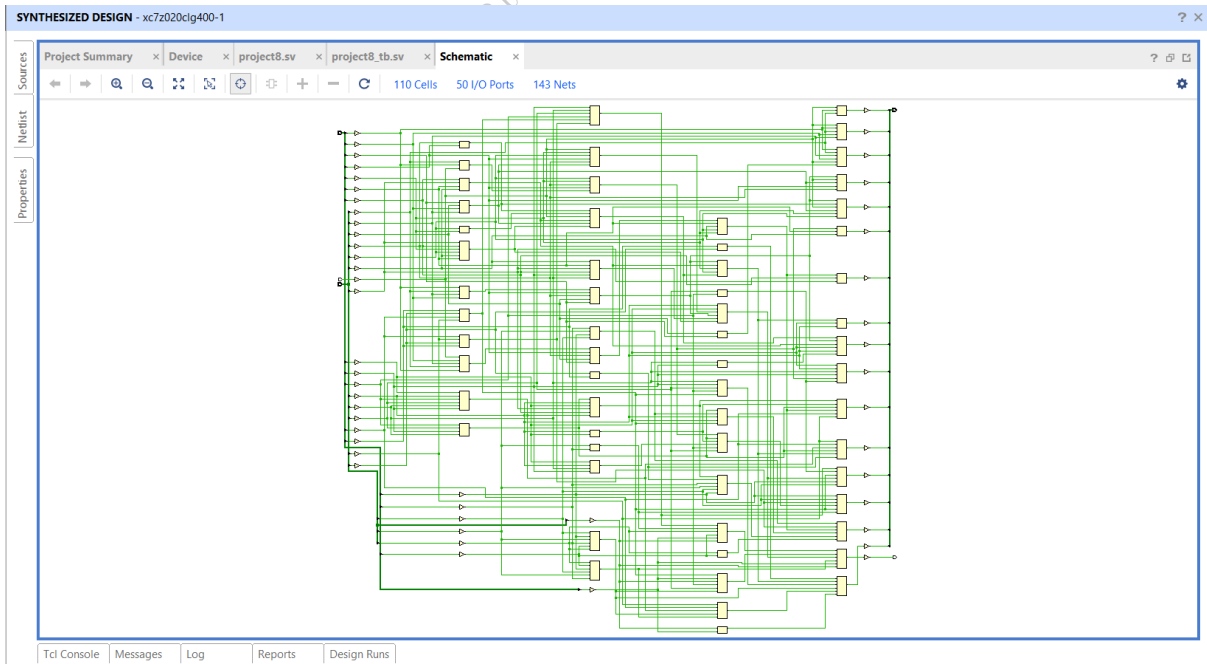 SYNTHESIZED DESIGN - xc7z020clg400-1
Sources
Netlist
Properties
Project Summary Device project8.sv project8_tb.sv Schematic
110 Cells 50 I/O Ports 143 Nets
Tcl Console Messages Log Reports Design Runs